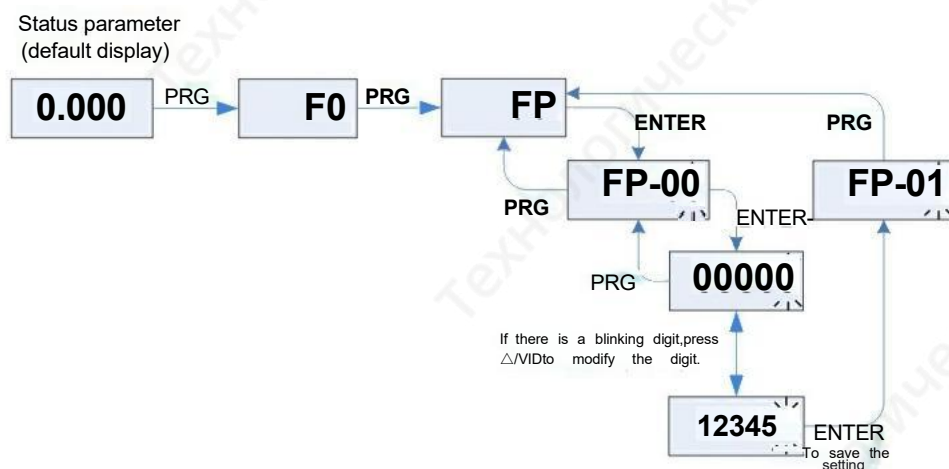 Status parameter
(default display)
0.000
PRG
F0
PRG
FP
ENTER
PRG
FP-00
FP-01
PRG
ENTER-
00000
PRG
If there is a blinking digit,press
△/VIDto modify the digit.
12345
ENTER
To save the
setting